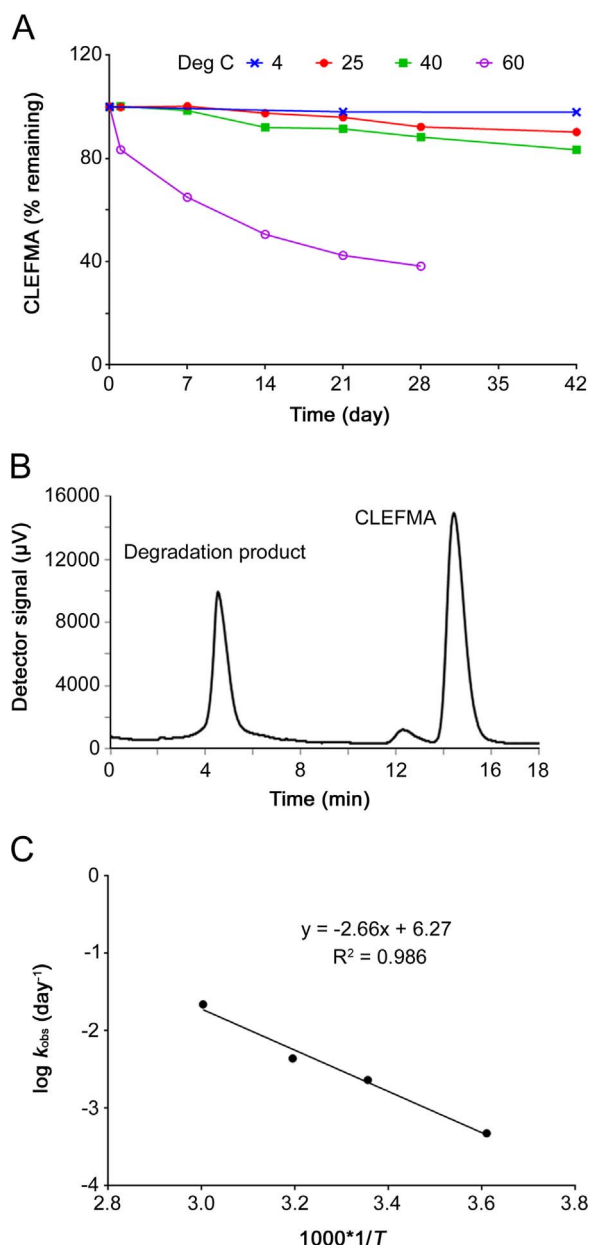 A
Deg C 4 25 40 60
120
80
40
0
CLEFMA (% remaining)
0 7 14 21 28 35 42
Time (day)
B
16000
12000
8000
4000
0
Detector signal (µV)
Degradation product
CLEFMA
0 4 8 12 16 18
Time (min)
C
0
-1
-2
-3
-4
log kobs (day⁻¹)
y = -2.66x + 6.27
R² = 0.986
2.8 3.0 3.2 3.4 3.6 3.8
1000*1/T